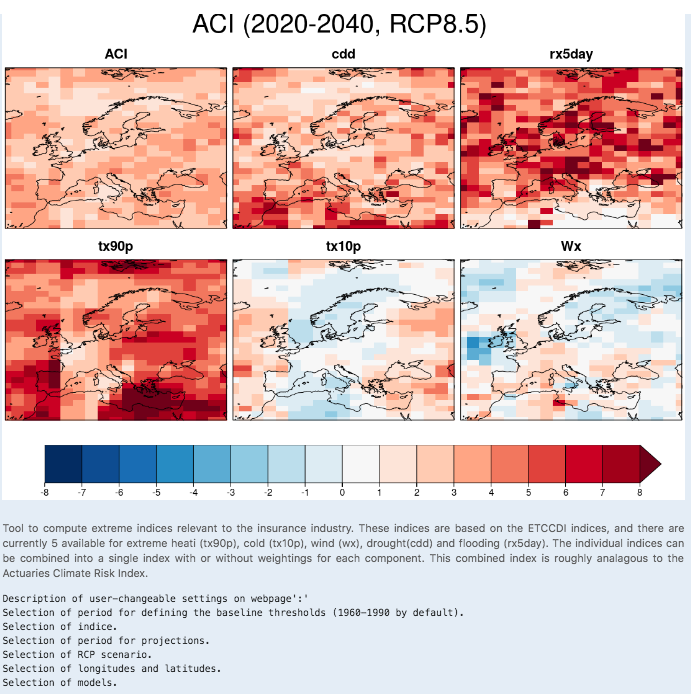 ACI (2020-2040, RCP8.5)
ACI cdd rx5day
tx90p tx10p Wx
-8 -7 -6 -5 -4 -3 -2 -1 0 1 2 3 4 5 6 7 8
Tool to compute extreme indices relevant to the insurance industry. These indices are based on the ETCCDI indices, and there are
currently 5 available for extreme heati (tx90p), cold (tx10p), wind (wx), drought(cdd) and flooding (rx5day). The individual indices can
be combined into a single index with or without weightings for each component. This combined index is roughly analagous to the
Actuaries Climate Risk Index.
Description of user-changeable settings on webpage':'
Selection of period for defining the baseline thresholds (1960-1990 by default).
Selection of indice.
Selection of period for projections.
Selection of RCP scenario.
Selection of longitudes and latitudes.
Selection of models.